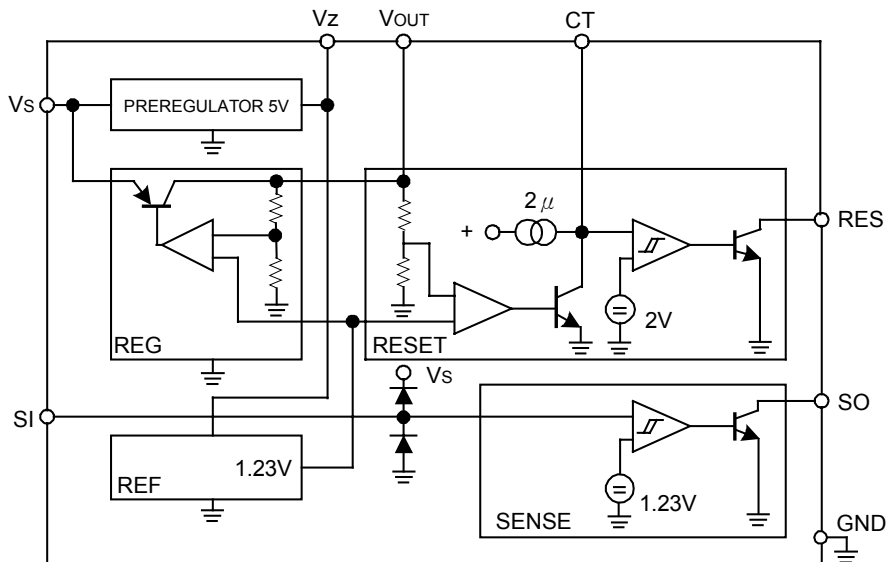 Vz
VOUT
CT
Vs
PREREGULATOR 5V
2μ
+
RES
2V
REG
RESET
Vs
SI
SO
1.23V
REF
1.23V
SENSE
GND